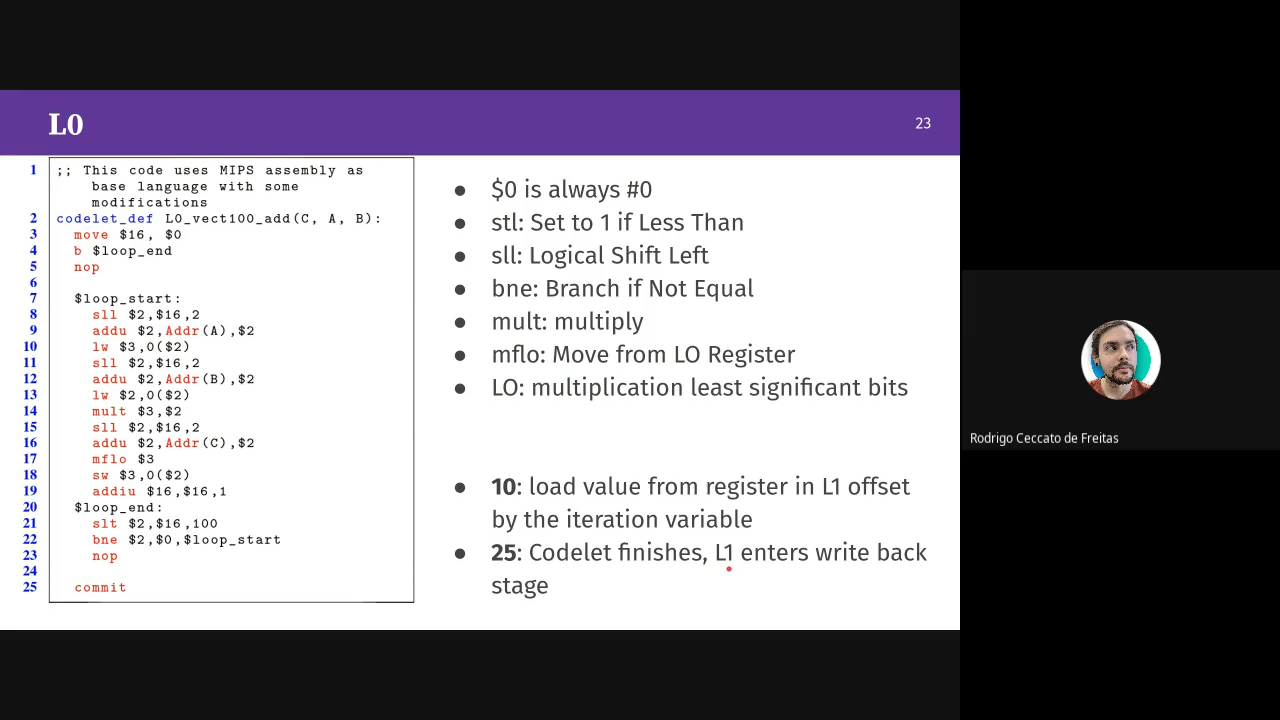 L0
23
1 ;; This code uses MIPS assembly as
base language with some
modifications
2 codelet_def L0_vect100_add(C, A, B):
3 move $16, $0
4 b $loop_end
5 nop
6
7 $loop_start:
8 sll $2,$16,2
9 addu $2,Addr(A),$2
10 lw $3,0($2)
11 sll $2,$16,2
12 addu $2,Addr(B),$2
13 lw $2,0($2)
14 mult $3,$2
15 sll $2,$16,2
16 addu $2,Addr(C),$2
17 mflo $3
18 sw $3,0($2)
19 addiu $16,$16,1
20 $loop_end:
21 slt $2,$16,100
22 bne $2,$0,$loop_start
23 nop
24
25 commit
● $0 is always #0
● stl: Set to 1 if Less Than
● sll: Logical Shift Left
● bne: Branch if Not Equal
● mult: multiply
● mflo: Move from LO Register
● LO: multiplication least significant bits
● 10: load value from register in L1 offset
by the iteration variable
● 25: Codelet finishes, L1 enters write back
stage
Rodrigo Ceccato de Freitas